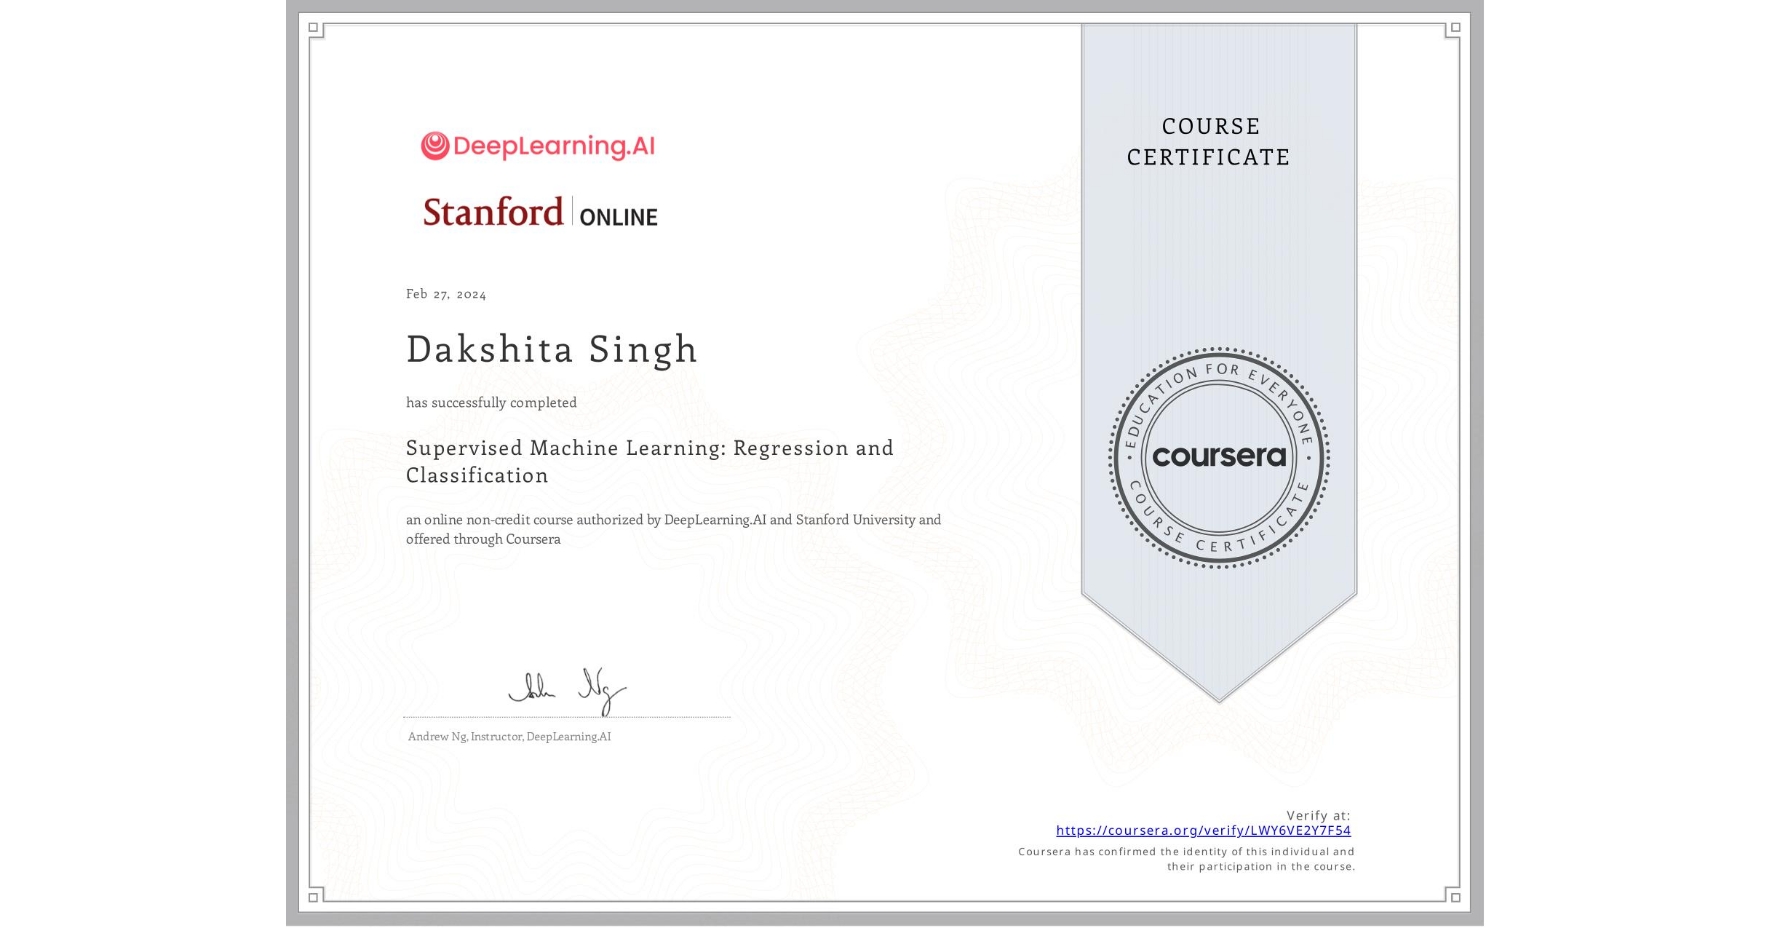 DeepLearning.AI
Stanford | ONLINE
COURSE
CERTIFICATE
Feb 27, 2024
Dakshita Singh
has successfully completed
Supervised Machine Learning: Regression and
Classification
an online non-credit course authorized by DeepLearning.AI and Stanford University and
offered through Coursera
EDUCATION FOR EVERYONE
coursera
COURSE CERTIFICATE
Andrew Ng, Instructor, DeepLearning.AI
Verify at:
https://coursera.org/verify/LWY6VE2Y7F54
Coursera has confirmed the identity of this individual and
their participation in the course.